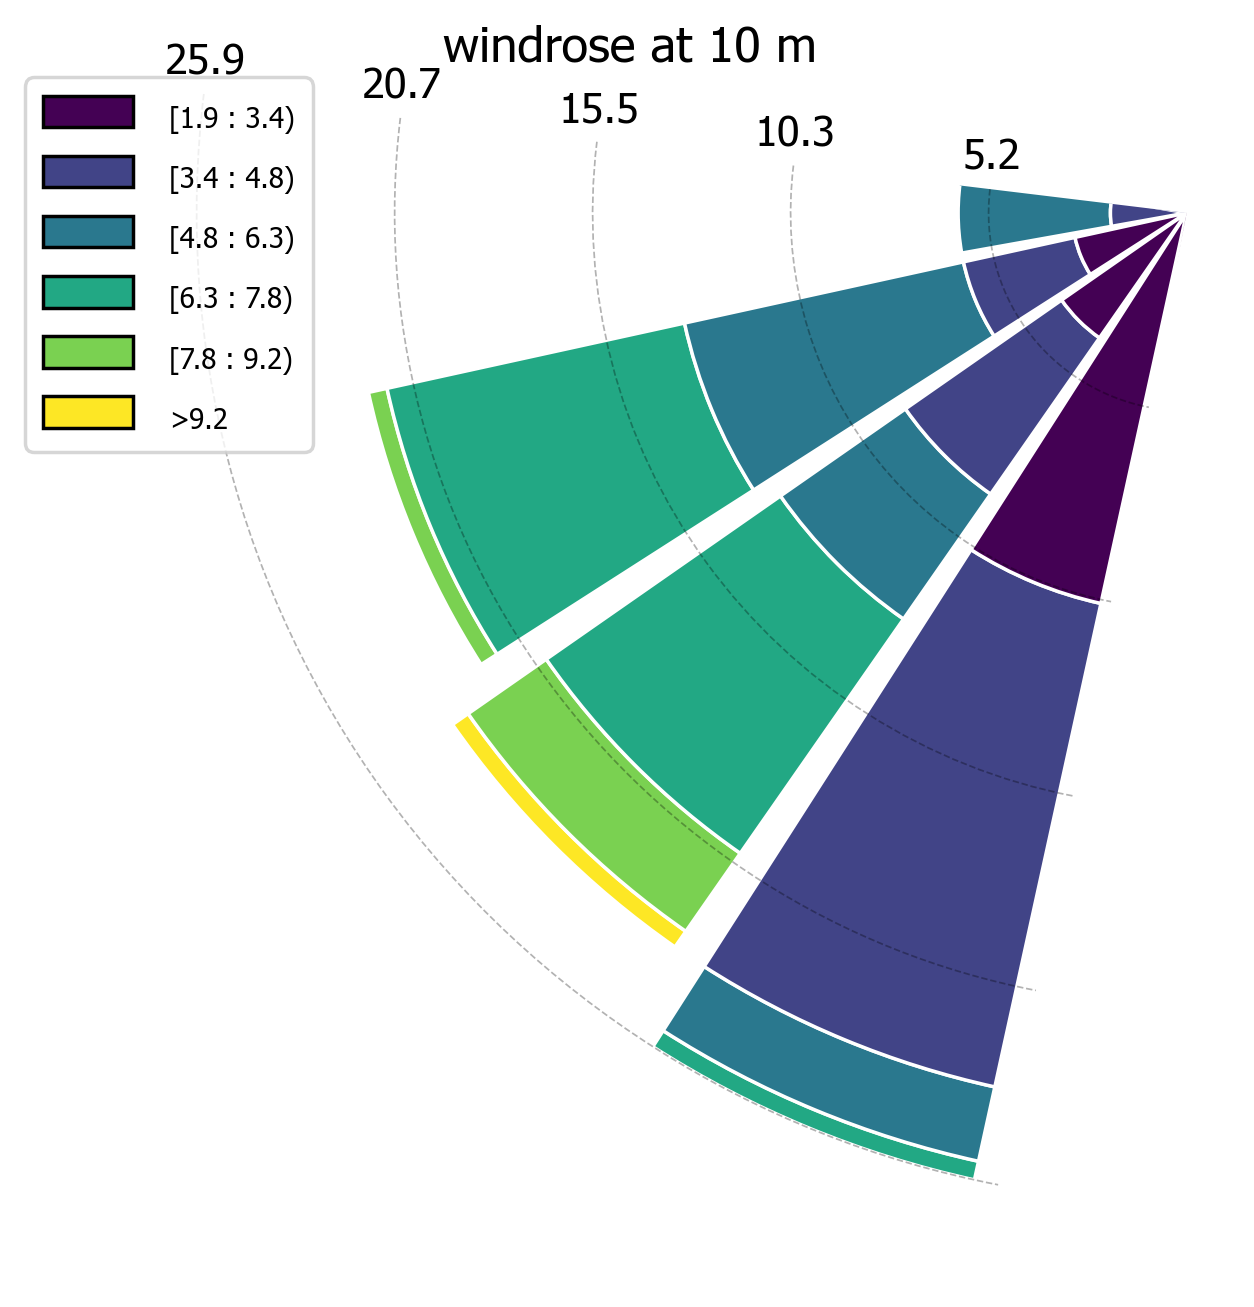 windrose at 10 m
25.9
20.7
15.5
10.3
5.2
[1.9 : 3.4)
[3.4 : 4.8)
[4.8 : 6.3)
[6.3 : 7.8)
[7.8 : 9.2)
>9.2